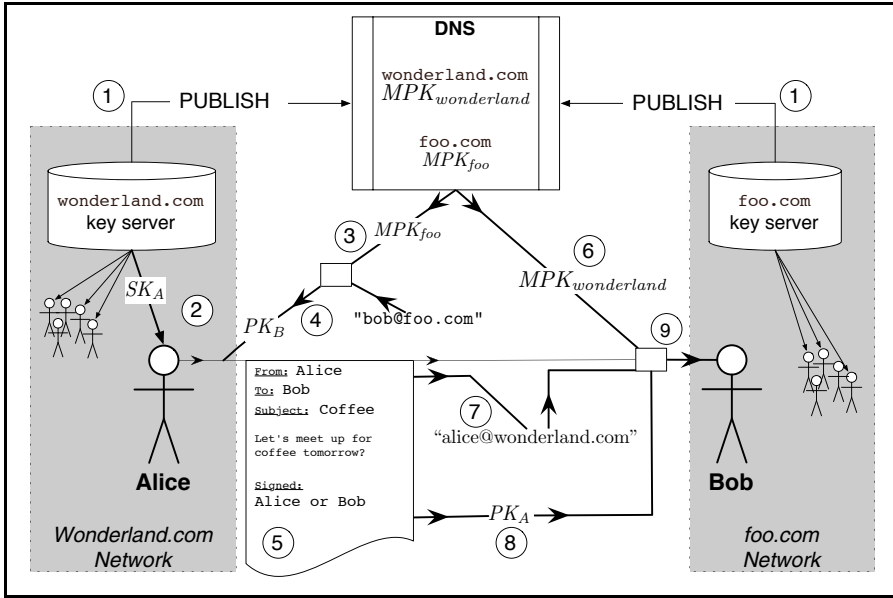 DNS
wonderland.com
MPK_wonderland
foo.com
MPK_foo
1
PUBLISH
PUBLISH
1
wonderland.com
key server
foo.com
key server
3
MPK_foo
6
MPK_wonderland
SK_A
2
PK_B
4
"bob@foo.com"
9
From: Alice
To: Bob
Subject: Coffee
Let's meet up for
coffee tomorrow?
Signed:
Alice or Bob
5
7
“alice@wonderland.com”
PK_A
8
Alice
Bob
Wonderland.com
Network
foo.com
Network